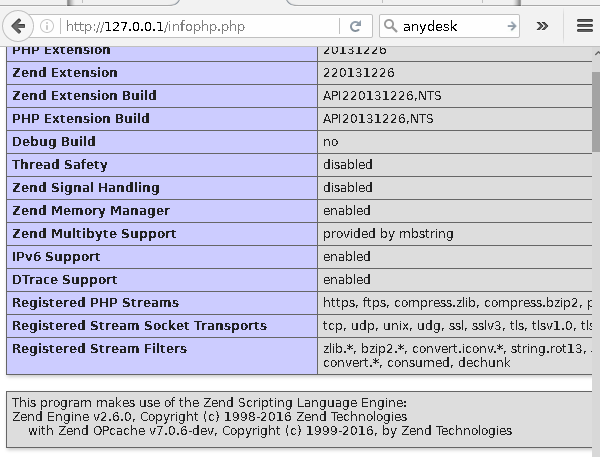 http://127.0.0.1/infophp.php anydesk
PHP Extension 20131226
Zend Extension 220131226
Zend Extension Build API220131226,NTS
PHP Extension Build API20131226,NTS
Debug Build no
Thread Safety disabled
Zend Signal Handling disabled
Zend Memory Manager enabled
Zend Multibyte Support provided by mbstring
IPv6 Support enabled
DTrace Support enabled
Registered PHP Streams https, ftps, compress.zlib, compress.bzip2, p
Registered Stream Socket Transports tcp, udp, unix, udg, ssl, sslv3, tls, tlsv1.0, tls
Registered Stream Filters zlib.*, bzip2.*, convert.iconv.*, string.rot13,
convert.*, consumed, dechunk
This program makes use of the Zend Scripting Language Engine:
Zend Engine v2.6.0, Copyright (c) 1998-2016 Zend Technologies
with Zend OPcache v7.0.6-dev, Copyright (c) 1999-2016, by Zend Technologies